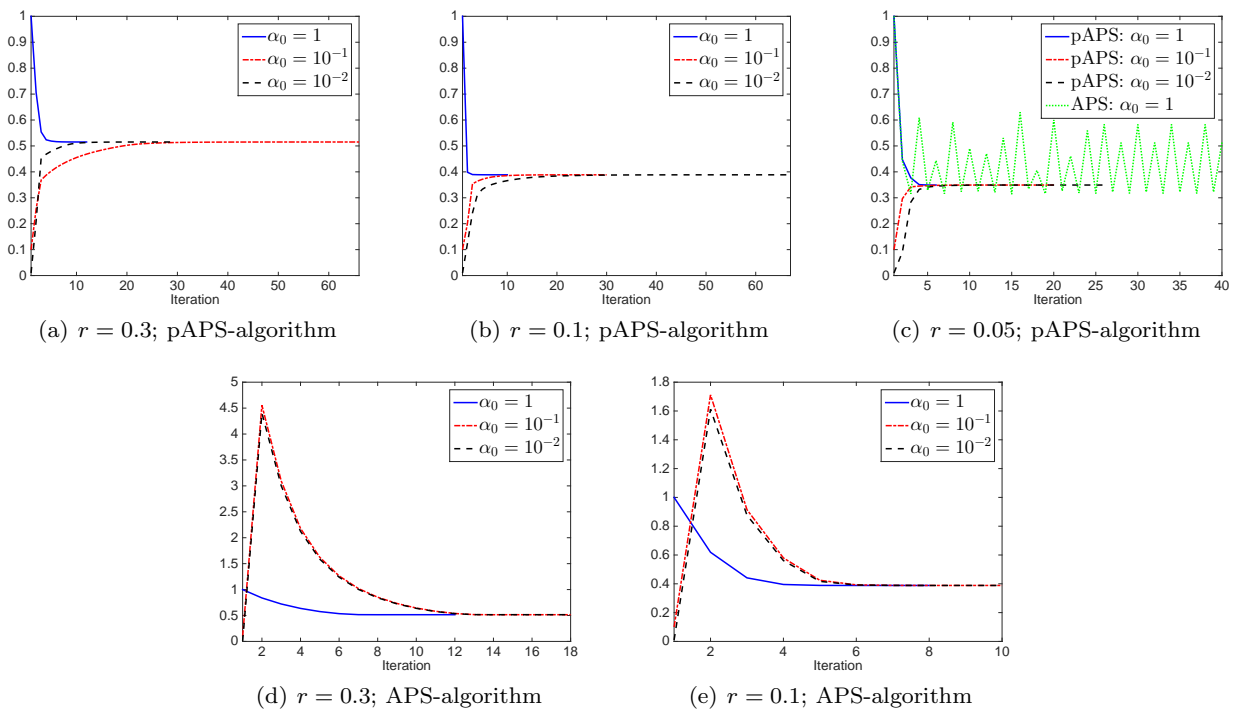 1
0.9
0.8
0.7
0.6
0.5
0.4
0.3
0.2
0.1
0
10 20 30 40 50 60
Iteration
α₀ = 1
α₀ = 10⁻¹
α₀ = 10⁻²
(a) r = 0.3; pAPS-algorithm
1
0.9
0.8
0.7
0.6
0.5
0.4
0.3
0.2
0.1
0
10 20 30 40 50 60
Iteration
α₀ = 1
α₀ = 10⁻¹
α₀ = 10⁻²
(b) r = 0.1; pAPS-algorithm
1
0.9
0.8
0.7
0.6
0.5
0.4
0.3
0.2
0.1
0
5 10 15 20 25 30 35 40
Iteration
pAPS: α₀ = 1
pAPS: α₀ = 10⁻¹
pAPS: α₀ = 10⁻²
APS: α₀ = 1
(c) r = 0.05; pAPS-algorithm
5
4.5
4
3.5
3
2.5
2
1.5
1
0.5
0
2 4 6 8 10 12 14 16 18
Iteration
α₀ = 1
α₀ = 10⁻¹
α₀ = 10⁻²
(d) r = 0.3; APS-algorithm
1.8
1.6
1.4
1.2
1
0.8
0.6
0.4
0.2
0
2 4 6 8 10
Iteration
α₀ = 1
α₀ = 10⁻¹
α₀ = 10⁻²
(e) r = 0.1; APS-algorithm